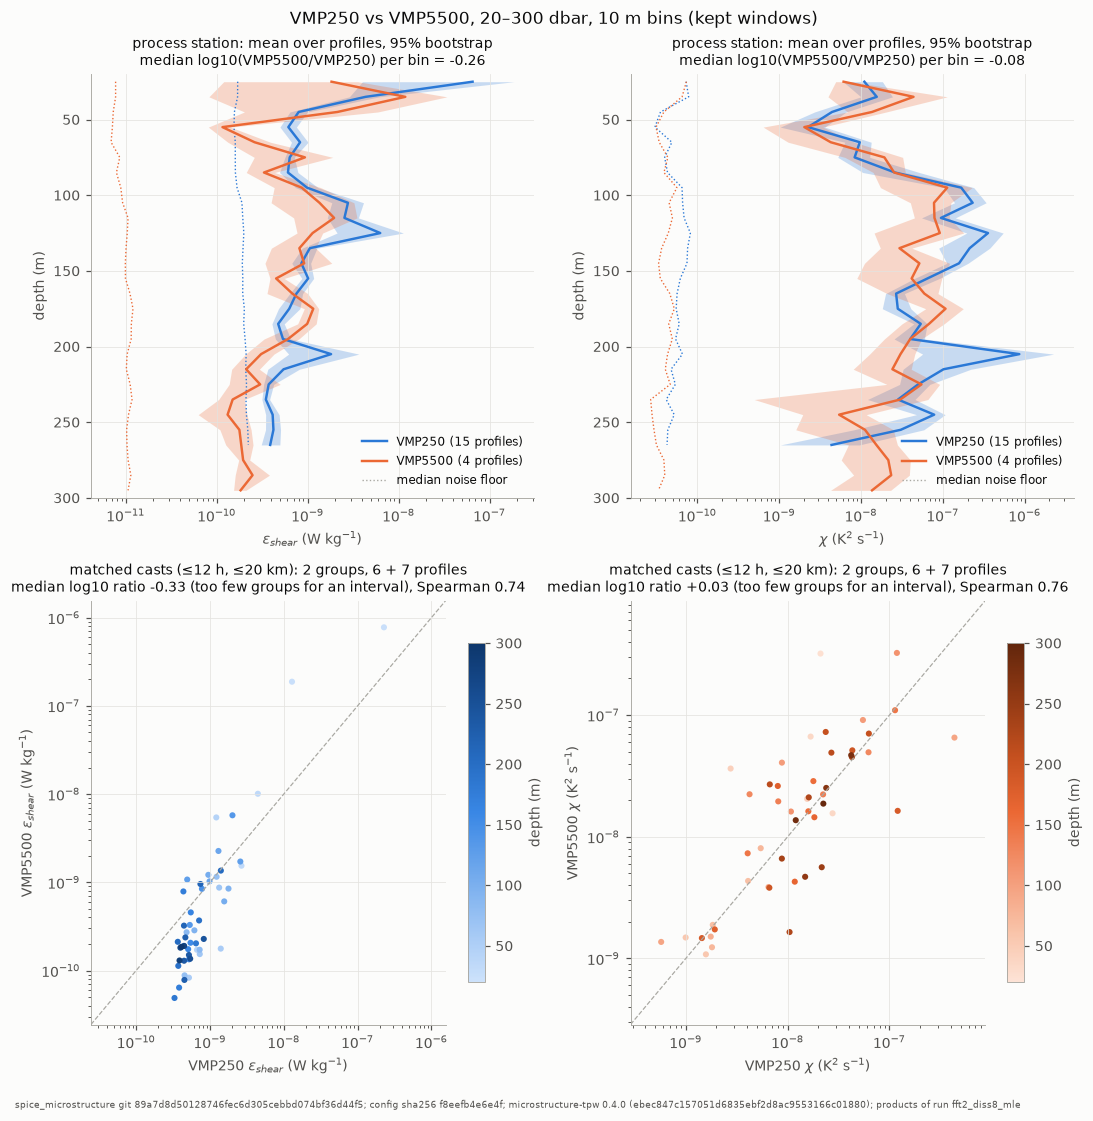 VMP250 vs VMP5500, 20–300 dbar, 10 m bins (kept windows)
process station: mean over profiles, 95% bootstrap
median log10(VMP5500/VMP250) per bin = -0.26
50
100
150
200
250
300
depth (m)
10⁻¹¹
10⁻¹⁰
10⁻⁹
10⁻⁸
10⁻⁷
ε_shear (W kg⁻¹)
VMP250 (15 profiles)
VMP5500 (4 profiles)
median noise floor
process station: mean over profiles, 95% bootstrap
median log10(VMP5500/VMP250) per bin = -0.08
50
100
150
200
250
300
depth (m)
10⁻¹⁰
10⁻⁹
10⁻⁸
10⁻⁷
10⁻⁶
χ (K² s⁻¹)
VMP250 (15 profiles)
VMP5500 (4 profiles)
median noise floor
matched casts (≤12 h, ≤20 km): 2 groups, 6 + 7 profiles
median log10 ratio -0.33 (too few groups for an interval), Spearman 0.74
10⁻⁶
10⁻⁷
10⁻⁸
10⁻⁹
10⁻¹⁰
VMP5500 ε_shear (W kg⁻¹)
10⁻¹⁰
10⁻⁹
10⁻⁸
10⁻⁷
10⁻⁶
VMP250 ε_shear (W kg⁻¹)
300
250
200
150
100
50
depth (m)
matched casts (≤12 h, ≤20 km): 2 groups, 6 + 7 profiles
median log10 ratio +0.03 (too few groups for an interval), Spearman 0.76
10⁻⁷
10⁻⁸
10⁻⁹
VMP5500 χ (K² s⁻¹)
10⁻⁹
10⁻⁸
10⁻⁷
VMP250 χ (K² s⁻¹)
300
250
200
150
100
50
depth (m)
spice_microstructure git 89a7d8d50128746fec6d305cebbd074bf36d44f5; config sha256 f8eefb4e6e4f; microstructure-tpw 0.4.0 (ebec847c157051d6835ebf2d8ac9553166c01880); products of run fft2_diss8_mle